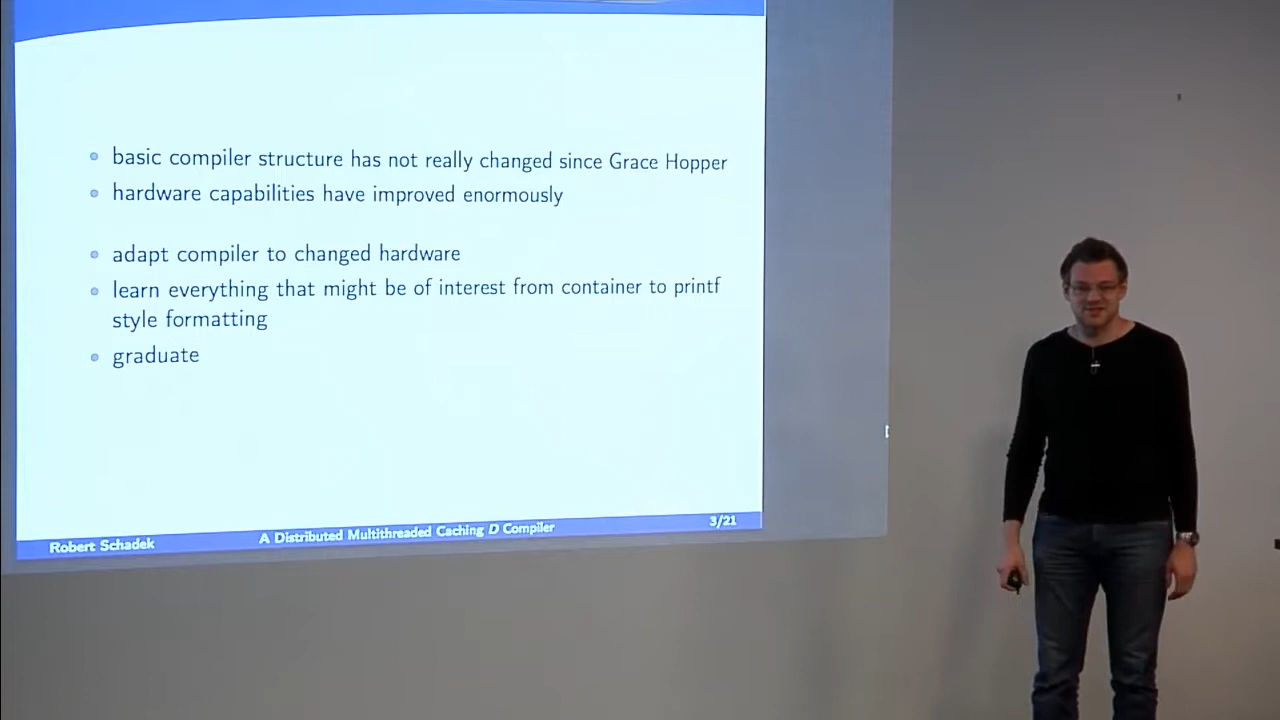 basic compiler structure has not really changed since Grace Hopper
hardware capabilities have improved enormously
adapt compiler to changed hardware
learn everything that might be of interest from container to printf
style formatting
graduate
Robert Schadek
A Distributed Multithreaded Caching D Compiler
3/21